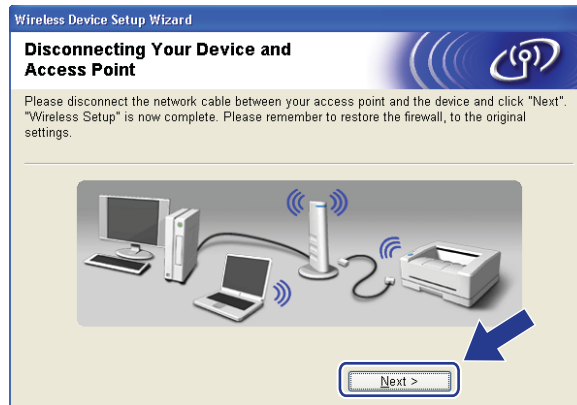 Wireless Device Setup Wizard
Disconnecting Your Device and
Access Point
Please disconnect the network cable between your access point and the device and click "Next".
"Wireless Setup" is now complete. Please remember to restore the firewall, to the original
settings.
Next >